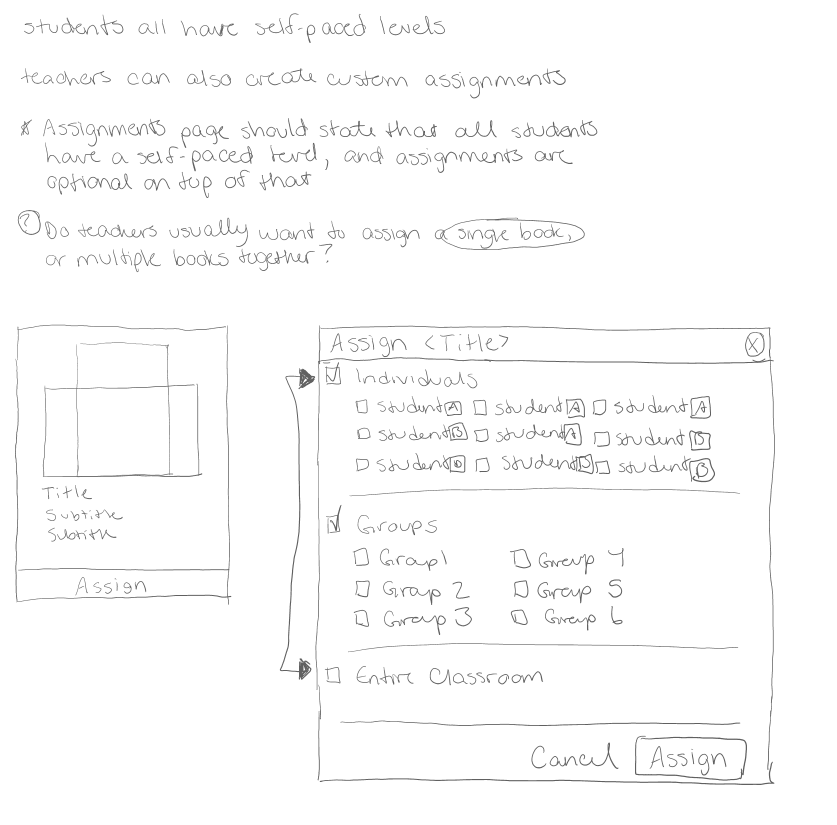 students all have self-paced levels
teachers can also create custom assignments
* Assignments page should state that all students
have a self-paced level, and assignments are
optional on top of that
? Do teachers usually want to assign a single book,
or multiple books together?
Title
Subtitle
Subtitle
Assign
Assign <Title> X
Individuals
student A student A student A
student B student A student B
student student student B
Groups
Group 1 Group 4
Group 2 Group 5
Group 3 Group 6
Entire Classroom
Cancel Assign